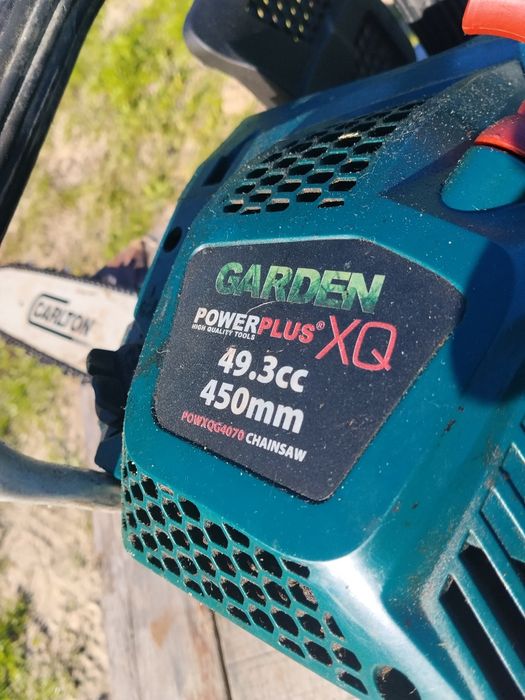 GARDEN
POWERPLUS® XQ
HIGH QUALITY TOOLS
49.3cc
450mm
POWXQG4070 CHAINSAW
CARLTON